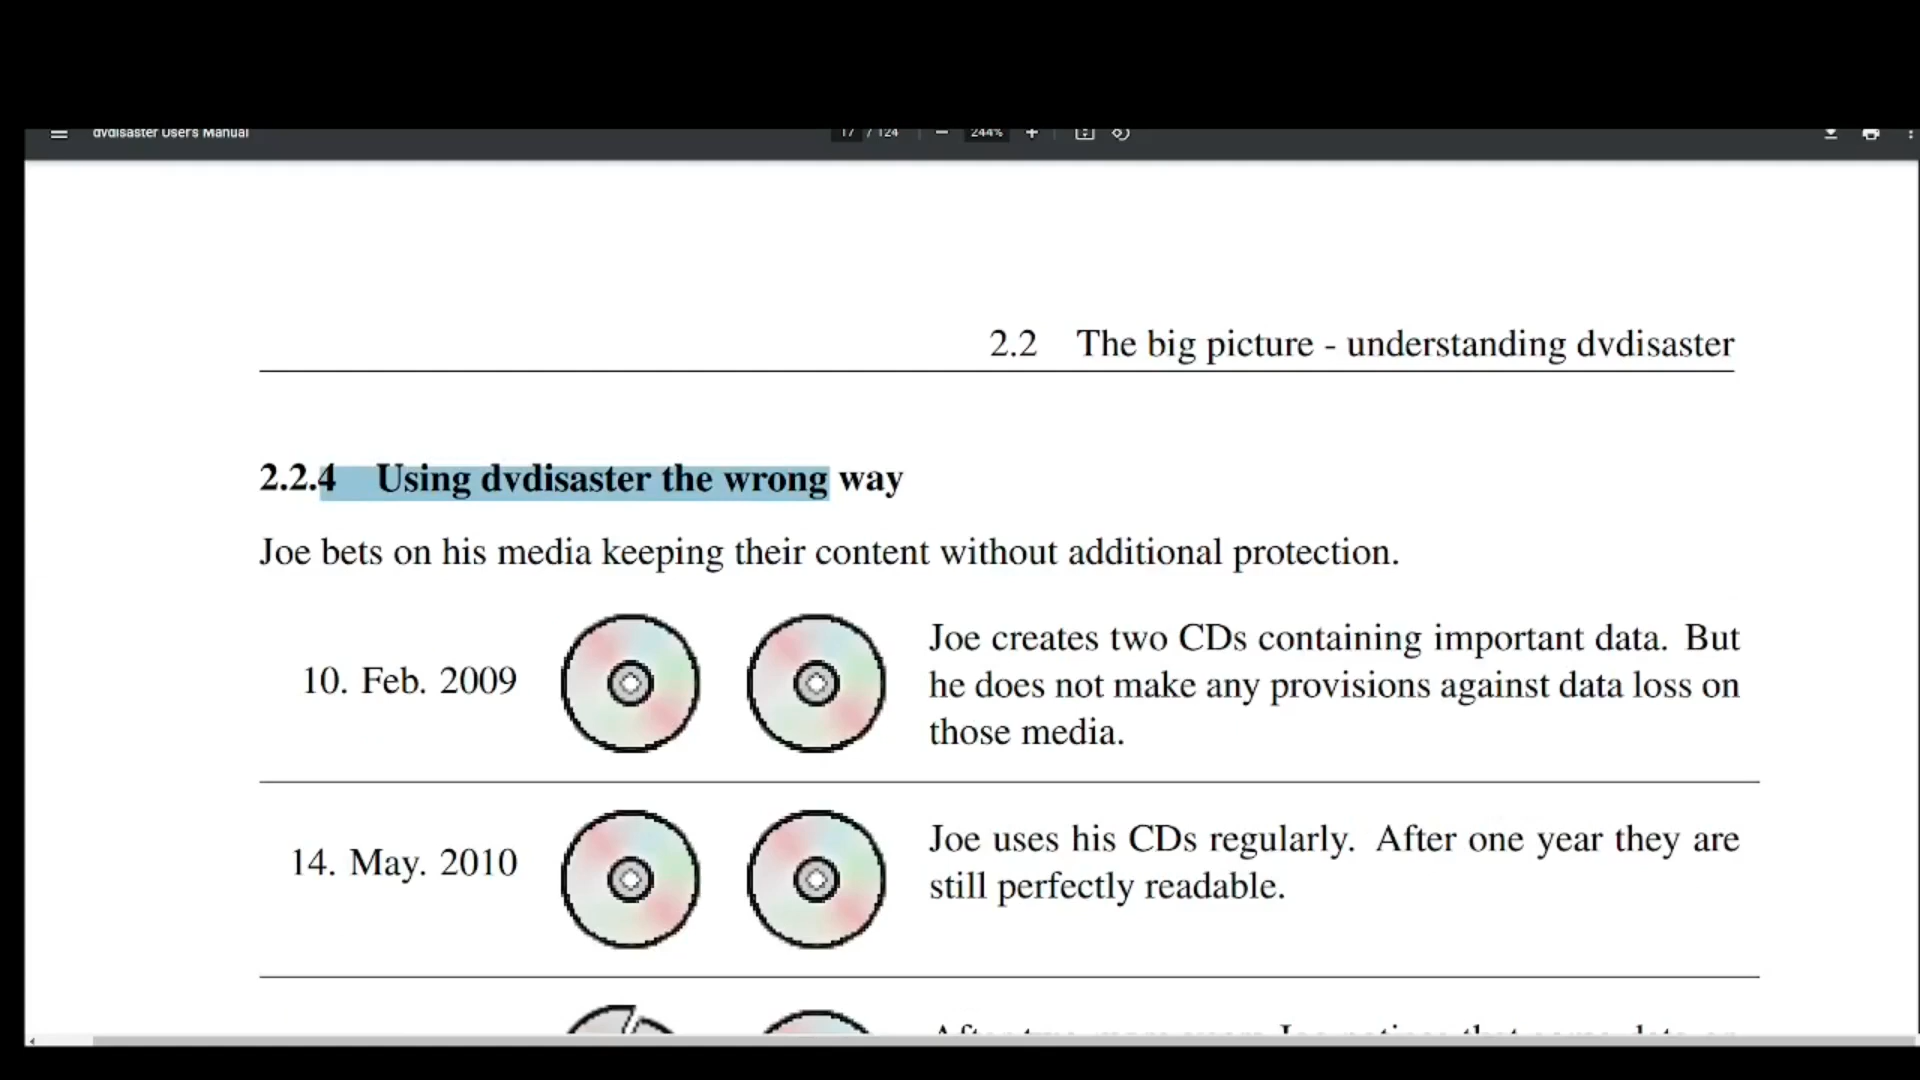 dvdisaster User's Manual
17 / 124
244%
2.2 The big picture - understanding dvdisaster
2.2.4 Using dvdisaster the wrong way
Joe bets on his media keeping their content without additional protection.
10. Feb. 2009
Joe creates two CDs containing important data. But
he does not make any provisions against data loss on
those media.
14. May. 2010
Joe uses his CDs regularly. After one year they are
still perfectly readable.